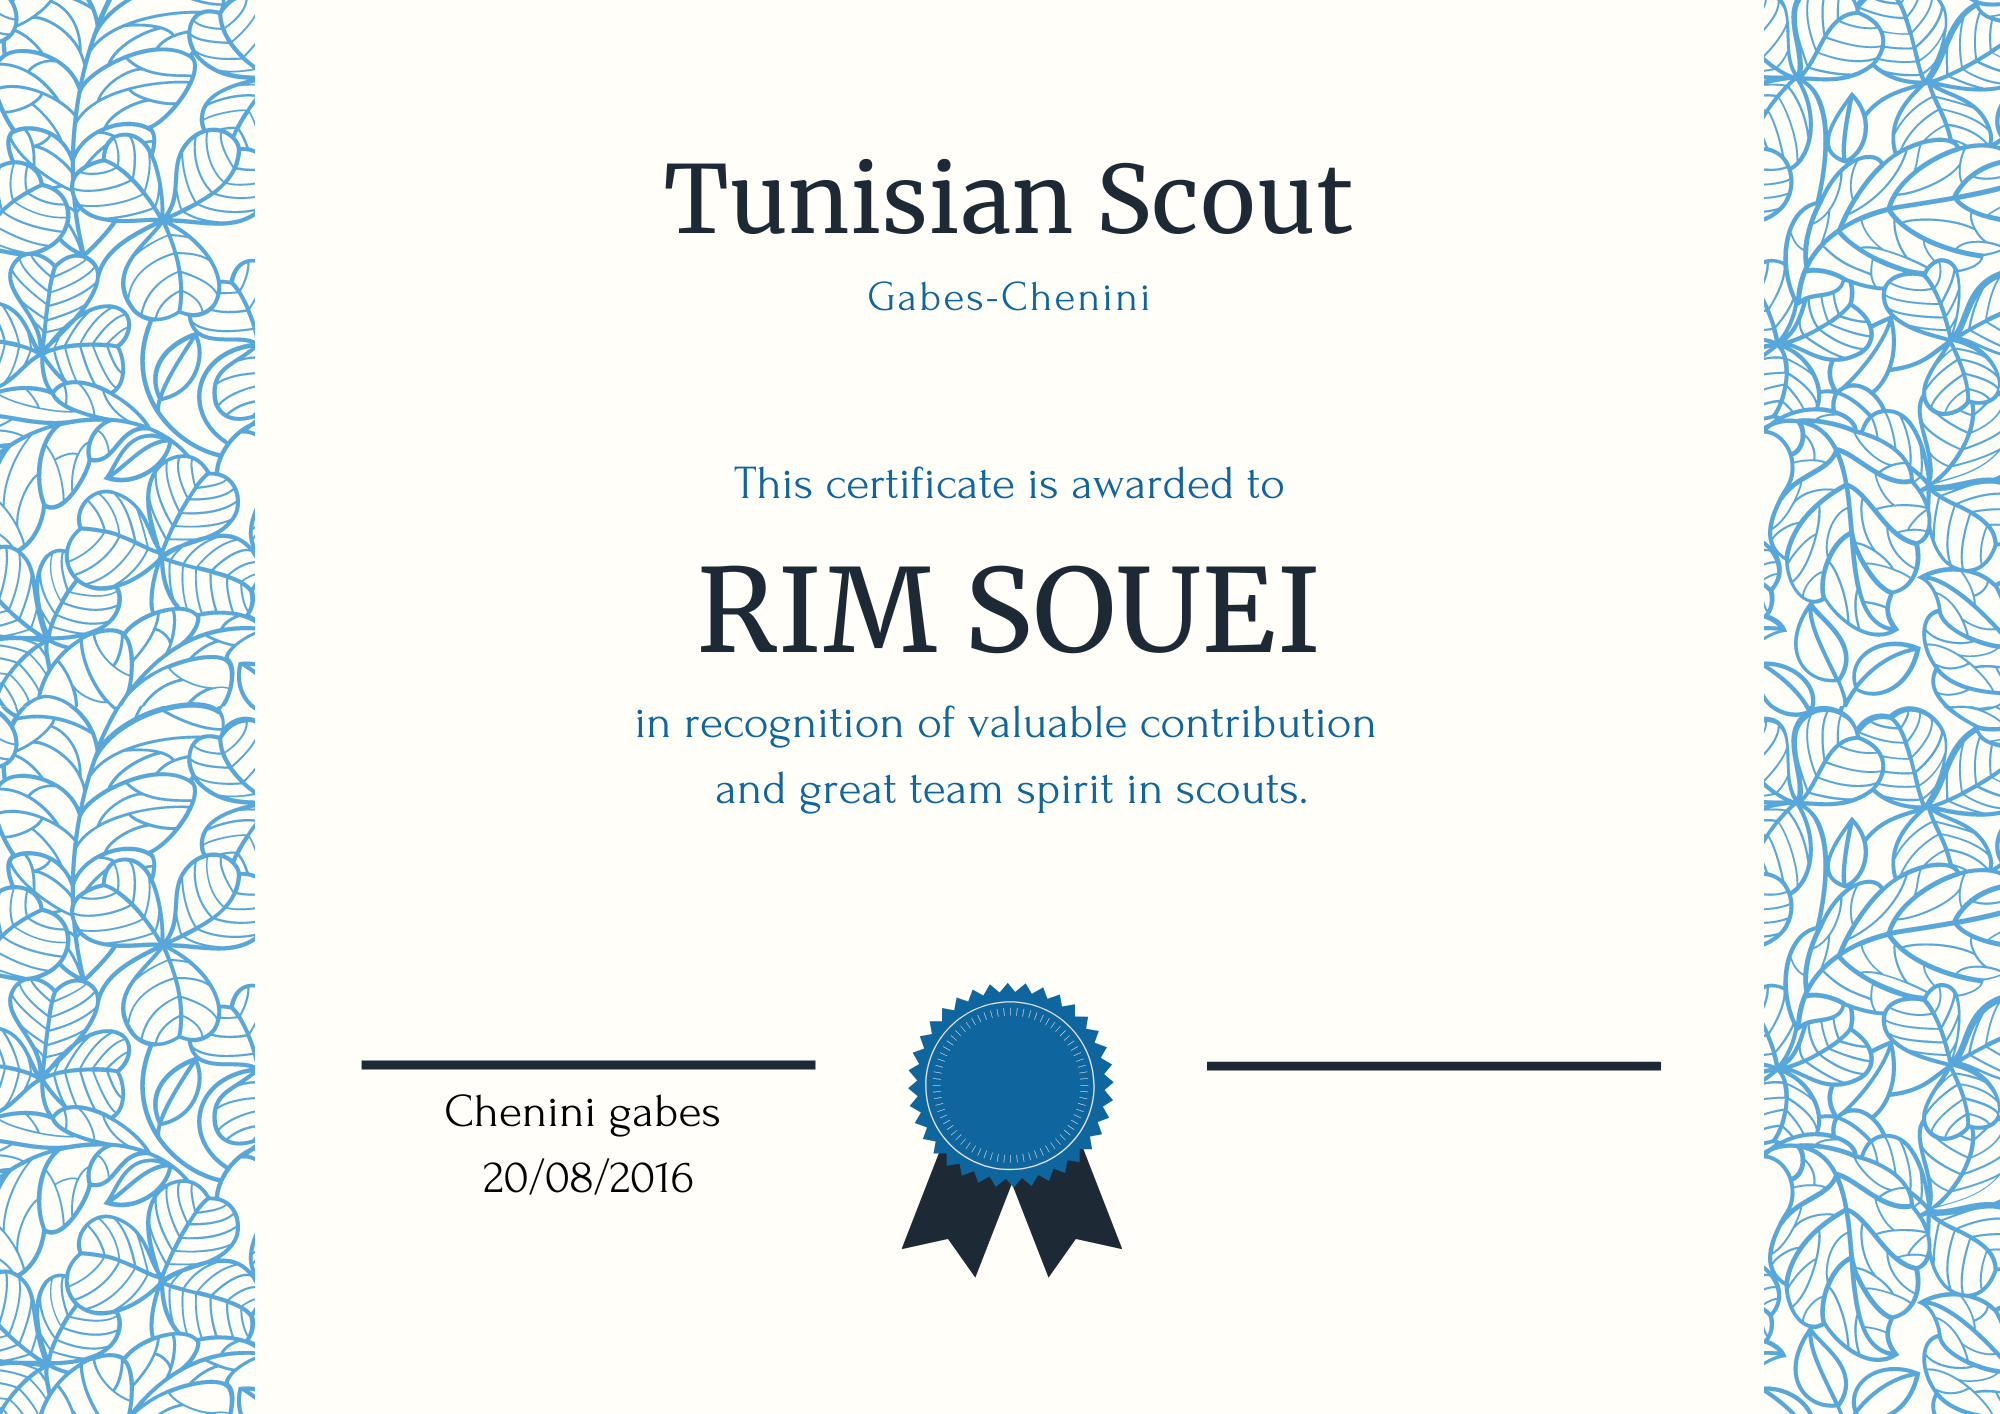 Tunisian Scout
Gabes-Chenini
This certificate is awarded to
RIM SOUEI
in recognition of valuable contribution
and great team spirit in scouts.
Chenini gabes
20/08/2016